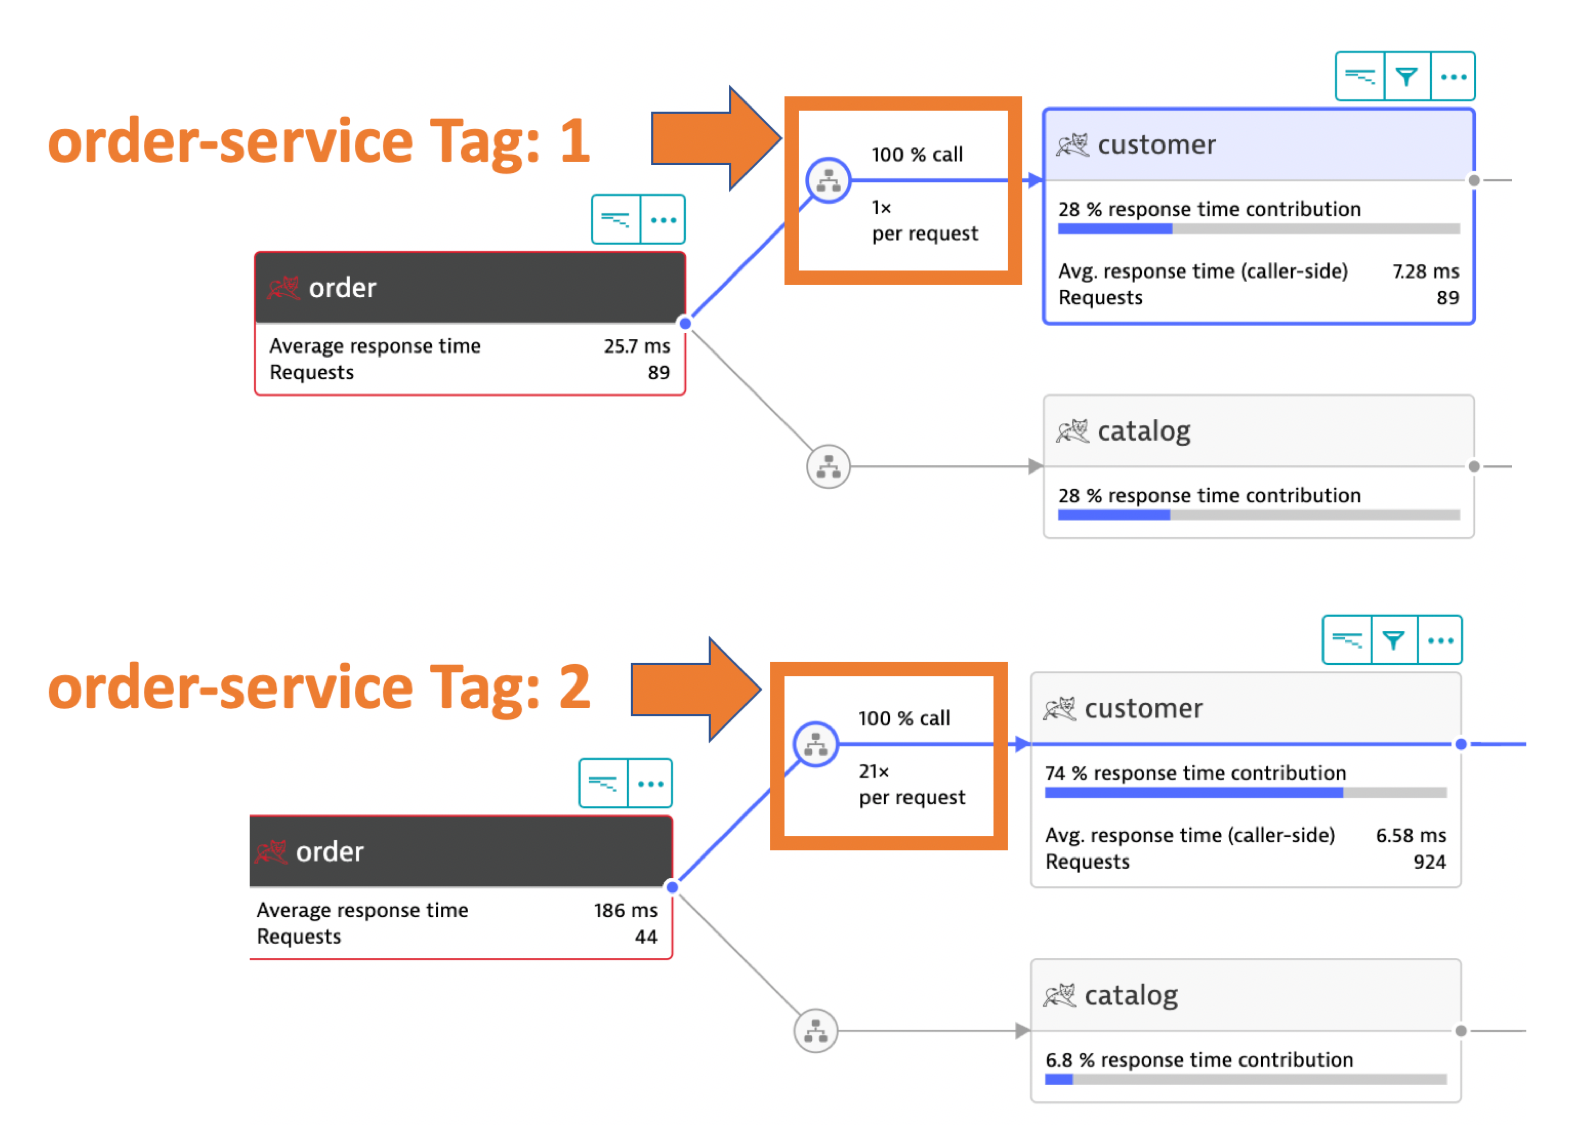 order-service Tag: 1
100 % call
1×
per request
customer
28 % response time contribution
Avg. response time (caller-side) 7.28 ms
Requests 89
order
Average response time 25.7 ms
Requests 89
catalog
28 % response time contribution
order-service Tag: 2
100 % call
21×
per request
customer
74 % response time contribution
Avg. response time (caller-side) 6.58 ms
Requests 924
order
Average response time 186 ms
Requests 44
catalog
6.8 % response time contribution